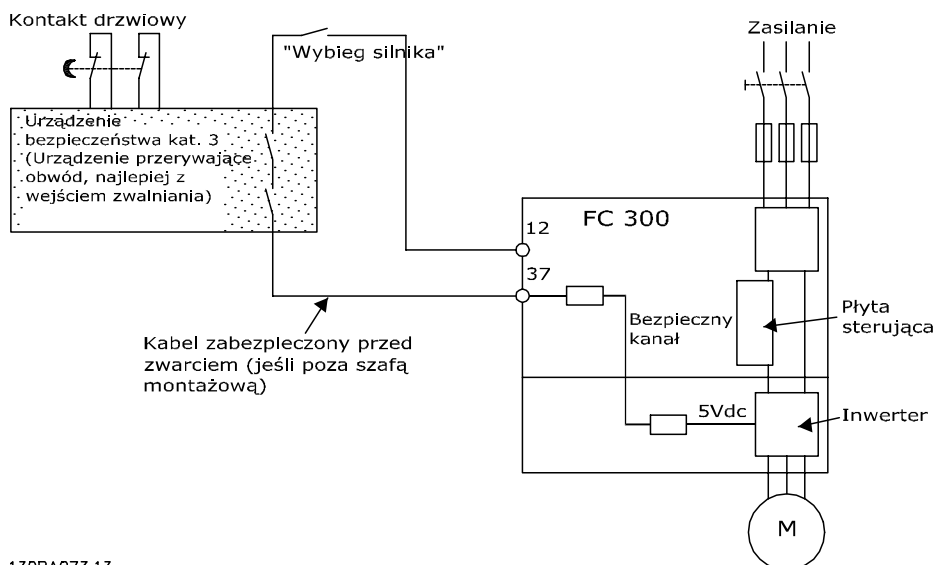 Kontakt drzwiowy
"Wybieg silnika"
Zasilanie
Urządzenie
bezpieczeństwa kat. 3
(Urządzenie przerywające
obwód, najlepiej z
wejściem zwalniania)
12
FC 300
37
Bezpieczny
kanał
Płyta
sterująca
Kabel zabezpleczony przed
zwarciem (jeśli poza szafą
montażową)
5Vdc
Inwerter
M